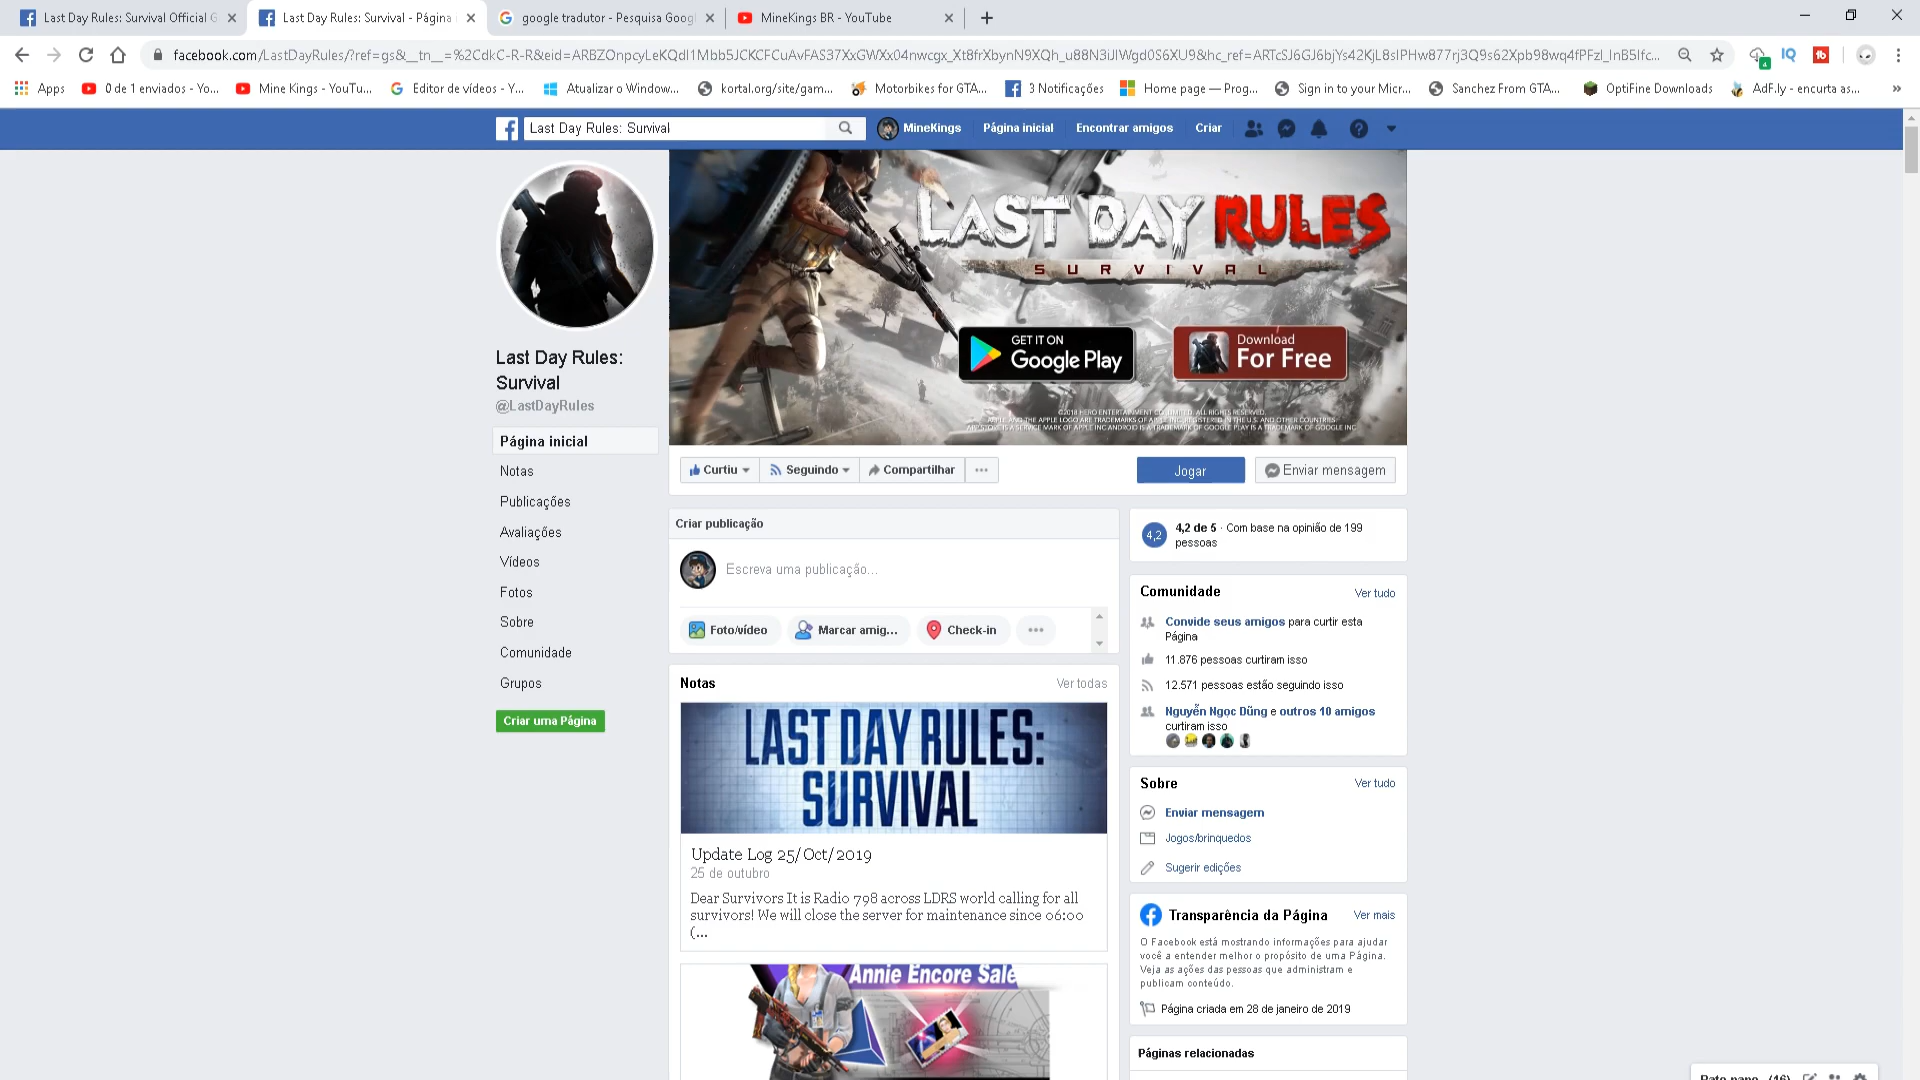 Last Day Rules: Survival Official G
Last Day Rules: Survival - Página
google tradutor - Pesquisa Goog
MineKings BR - YouTube
facebook.com/LastDayRules/?ref=gs&
Apps
0 de 1 enviados - Yo...
Mine Kings - YouTu...
Editor de vídeos - Y...
Atualizar o Window...
kortal.org/site/gam...
Motorbikes for GTA...
3 Notificações
Home page — Prog...
Sign in to your Micr...
Sanchez From GTA...
OptiFine Downloads
AdF.ly - encurta as...
Last Day Rules: Survival
MineKings
Página inicial
Encontrar amigos
Criar
LAST DAY RULES
SURVIVAL
GET IT ON
Google Play
Download
For Free
©2018 HERO ENTERTAINMENT CO. LIMITED. ALL RIGHTS RESERVED.
Last Day Rules:
Survival
@LastDayRules
Página inicial
Notas
Publicações
Avaliações
Vídeos
Fotos
Sobre
Comunidade
Grupos
Criar uma Página
Curtiu
Seguindo
Compartilhar
Jogar
Enviar mensagem
Criar publicação
Escreva uma publicação...
Foto/vídeo
Marcar amig...
Check-in
Notas
Ver todas
LAST DAY RULES:
SURVIVAL
Update Log 25/Oct/2019
25 de outubro
Dear Survivors It is Radio 798 across LDRS world calling for all
survivors! We will close the server for maintenance since 06:00
(...
Annie Encore Sale
4,2
4,2 de 5 · Com base na opinião de 199
pessoas
Comunidade
Ver tudo
Convide seus amigos para curtir esta
Página
11.876 pessoas curtiram isso
12.571 pessoas estão seguindo isso
Nguyễn Ngọc Dũng e outros 10 amigos
curtiram isso
Sobre
Ver tudo
Enviar mensagem
Jogos/brinquedos
Sugerir edições
Transparência da Página
Ver mais
O Facebook está mostrando informações para ajudar
você a entender melhor o propósito de uma Página.
Veja as ações das pessoas que administram e
publicam conteúdo.
Página criada em 28 de janeiro de 2019
Páginas relacionadas